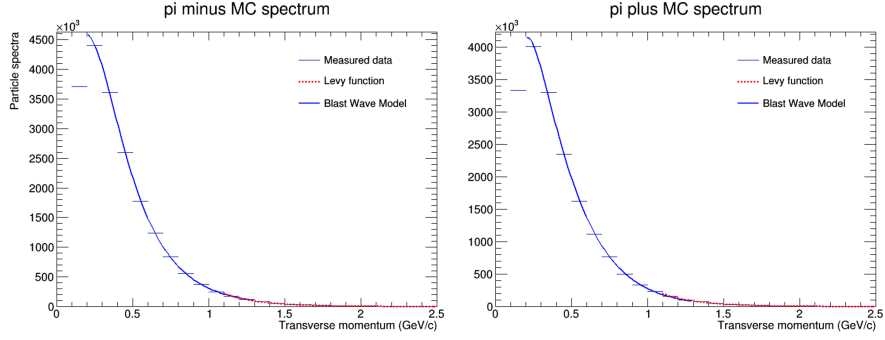 pi minus MC spectrum
×10³
4500
4000
3500
3000
2500
2000
1500
1000
500
0
Particle spectra
Measured data
Levy function
Blast Wave Model
0 0.5 1 1.5 2 2.5
Transverse momentum (GeV/c)
pi plus MC spectrum
×10³
4000
3500
3000
2500
2000
1500
1000
500
0
Measured data
Levy function
Blast Wave Model
0 0.5 1 1.5 2 2.5
Transverse momentum (GeV/c)